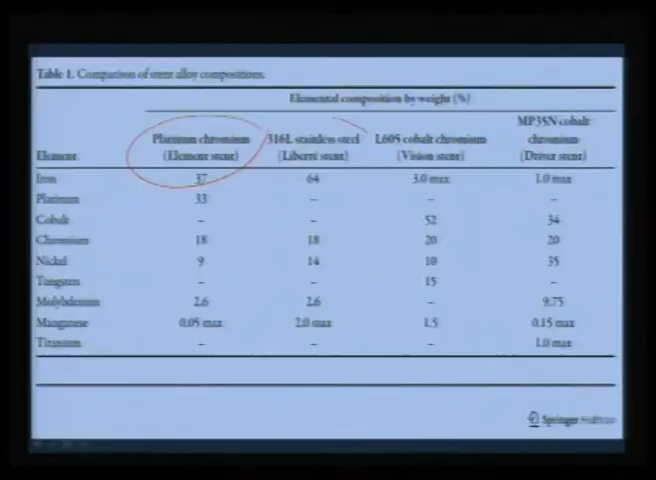 Table 1. Comparison of stent alloy compositions.
Elemental composition by weight (%)
Element
Platinum chromium (Element stent)
316L stainless steel (Liberté stent)
L605 cobalt chromium (Vision stent)
MP35N cobalt chromium (Driver stent)
Iron 37 64 3.0 max 1.0 max
Platinum 33 – – –
Cobalt – – 52 34
Chromium 18 18 20 20
Nickel 9 14 10 35
Tungsten – – 15 –
Molybdenum 2.6 2.6 – 9.75
Manganese 0.05 max 2.0 max 1.5 0.15 max
Titanium – – – 1.0 max
Springer